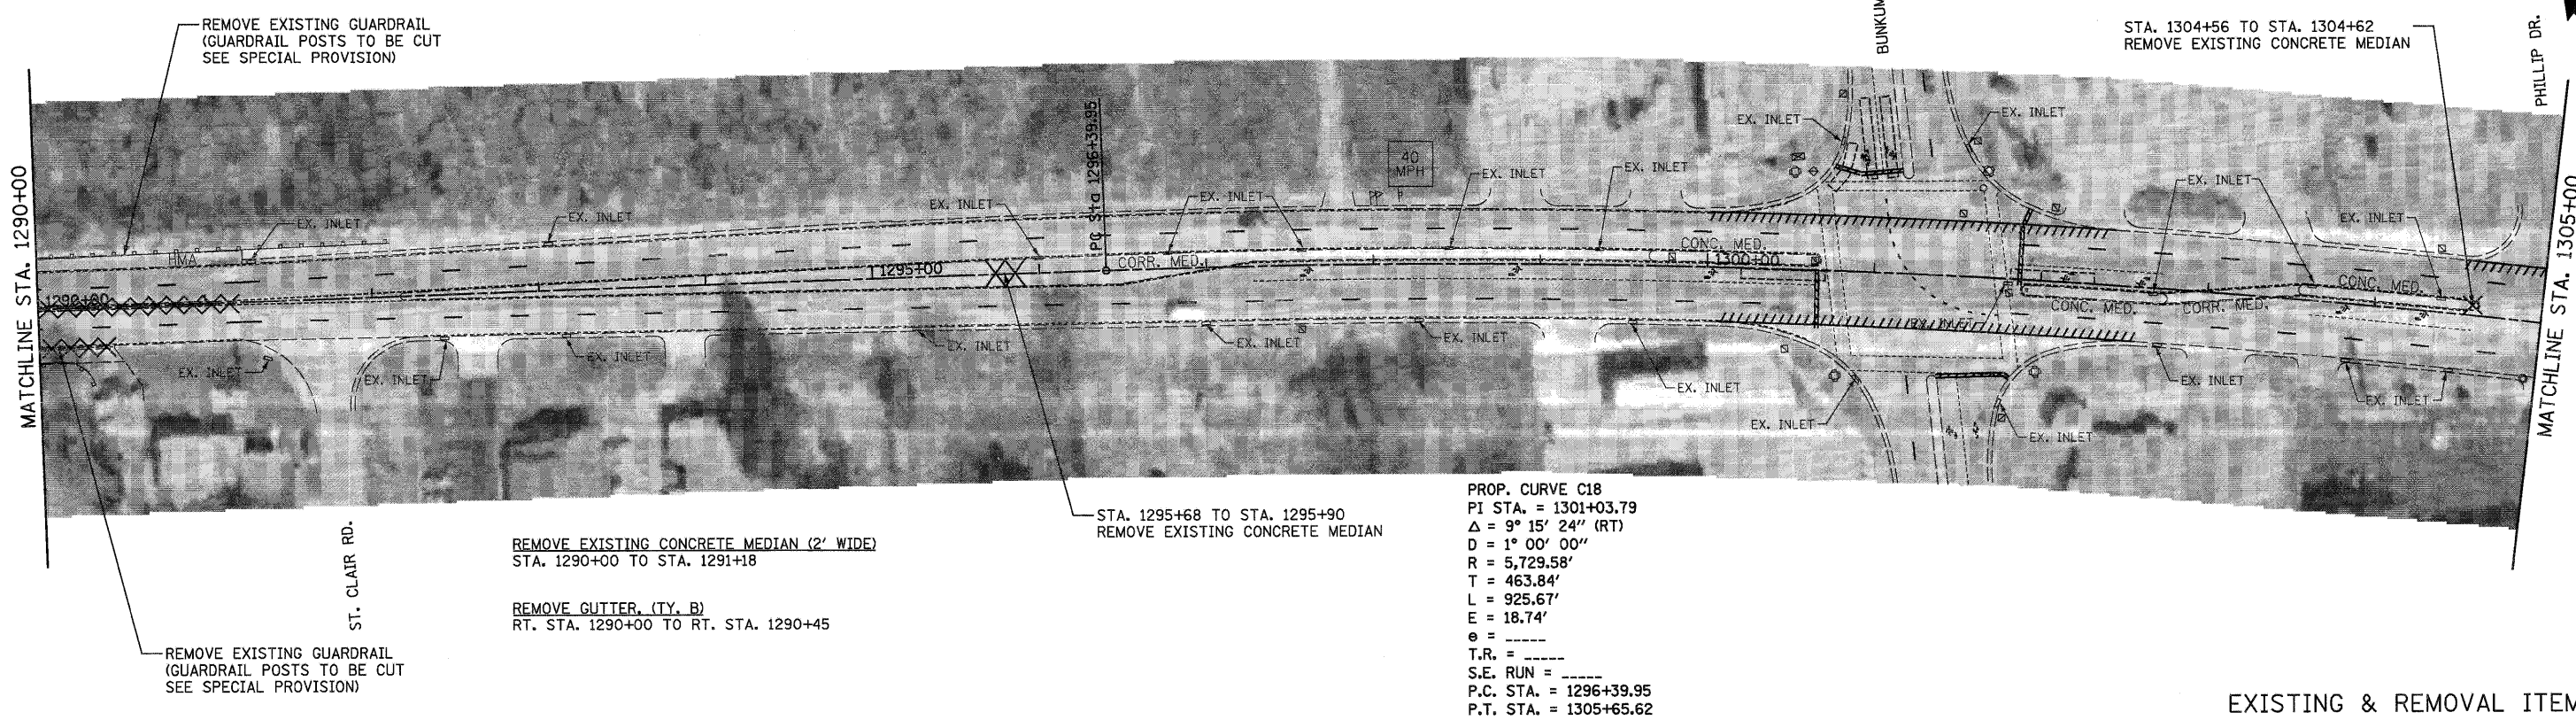 REMOVE EXISTING GUARDRAIL
(GUARDRAIL POSTS TO BE CUT
SEE SPECIAL PROVISION)
BUNKUM
STA. 1304+56 TO STA. 1304+62
REMOVE EXISTING CONCRETE MEDIAN
PHILLIP DR.
MATCHLINE STA. 1290+00
MATCHLINE STA. 1305+00
PC Sta 1296+39.95
40
MPH
EX. INLET
EX. INLET
EX. INLET
EX. INLET
EX. INLET
EX. INLET
EX. INLET
EX. INLET
EX. INLET
EX. INLET
EX. INLET
HMA
CORR. MED.
CONC. MED.
1290+00
1295+00
1300+00
CONC. MED.
CONC. MED.
CORR. MED.
EX. INLET
EX. INLET
EX. INLET
EX. INLET
EX. INLET
EX. INLET
EX. INLET
EX. INLET
EX. INLET
EX. INLET
EX. INLET
EX. INLET
EX. INLET
ST. CLAIR RD.
REMOVE EXISTING CONCRETE MEDIAN (2' WIDE)
STA. 1290+00 TO STA. 1291+18
REMOVE GUTTER, (TY. B)
RT. STA. 1290+00 TO RT. STA. 1290+45
REMOVE EXISTING GUARDRAIL
(GUARDRAIL POSTS TO BE CUT
SEE SPECIAL PROVISION)
STA. 1295+68 TO STA. 1295+90
REMOVE EXISTING CONCRETE MEDIAN
PROP. CURVE C18
PI STA. = 1301+03.79
Δ = 9° 15' 24" (RT)
D = 1° 00' 00"
R = 5,729.58'
T = 463.84'
L = 925.67'
E = 18.74'
e = _____
T.R. = _____
S.E. RUN = _____
P.C. STA. = 1296+39.95
P.T. STA. = 1305+65.62
EXISTING & REMOVAL ITEM